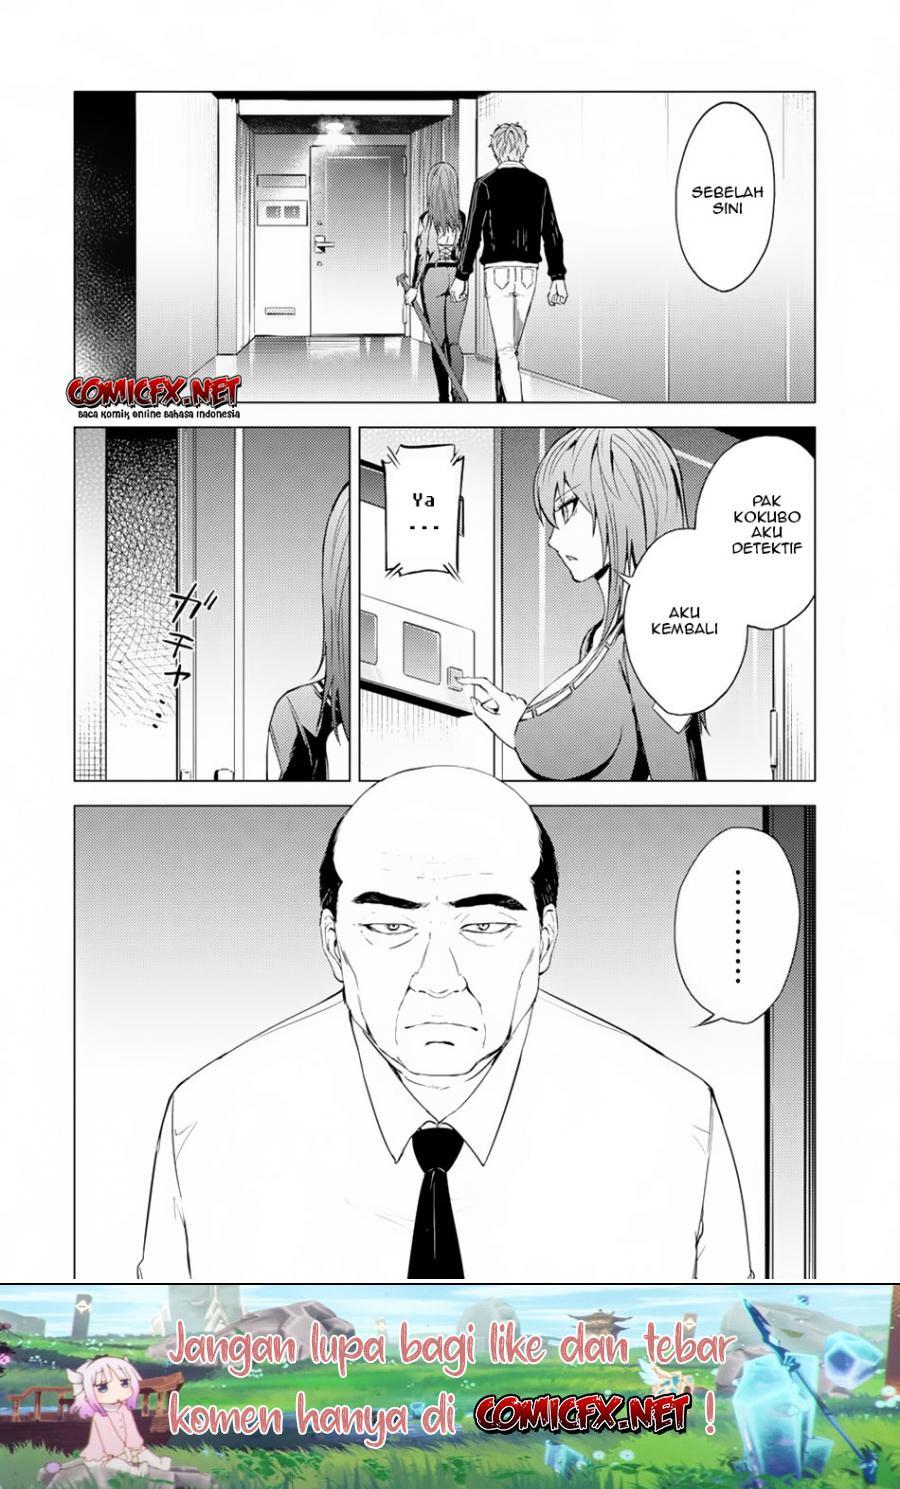 SEBELAH
SINI
COMICFX.NET
BACA KOMIK ONLINE BAHASA INDONESIA
PAK
KOKUBO
AKU
DETEKTIF
AKU
KEMBALI
Ya
...
ガチャ...
............
Jangan lupa bagi like dan tebar
komen hanya di COMICFX.NET !